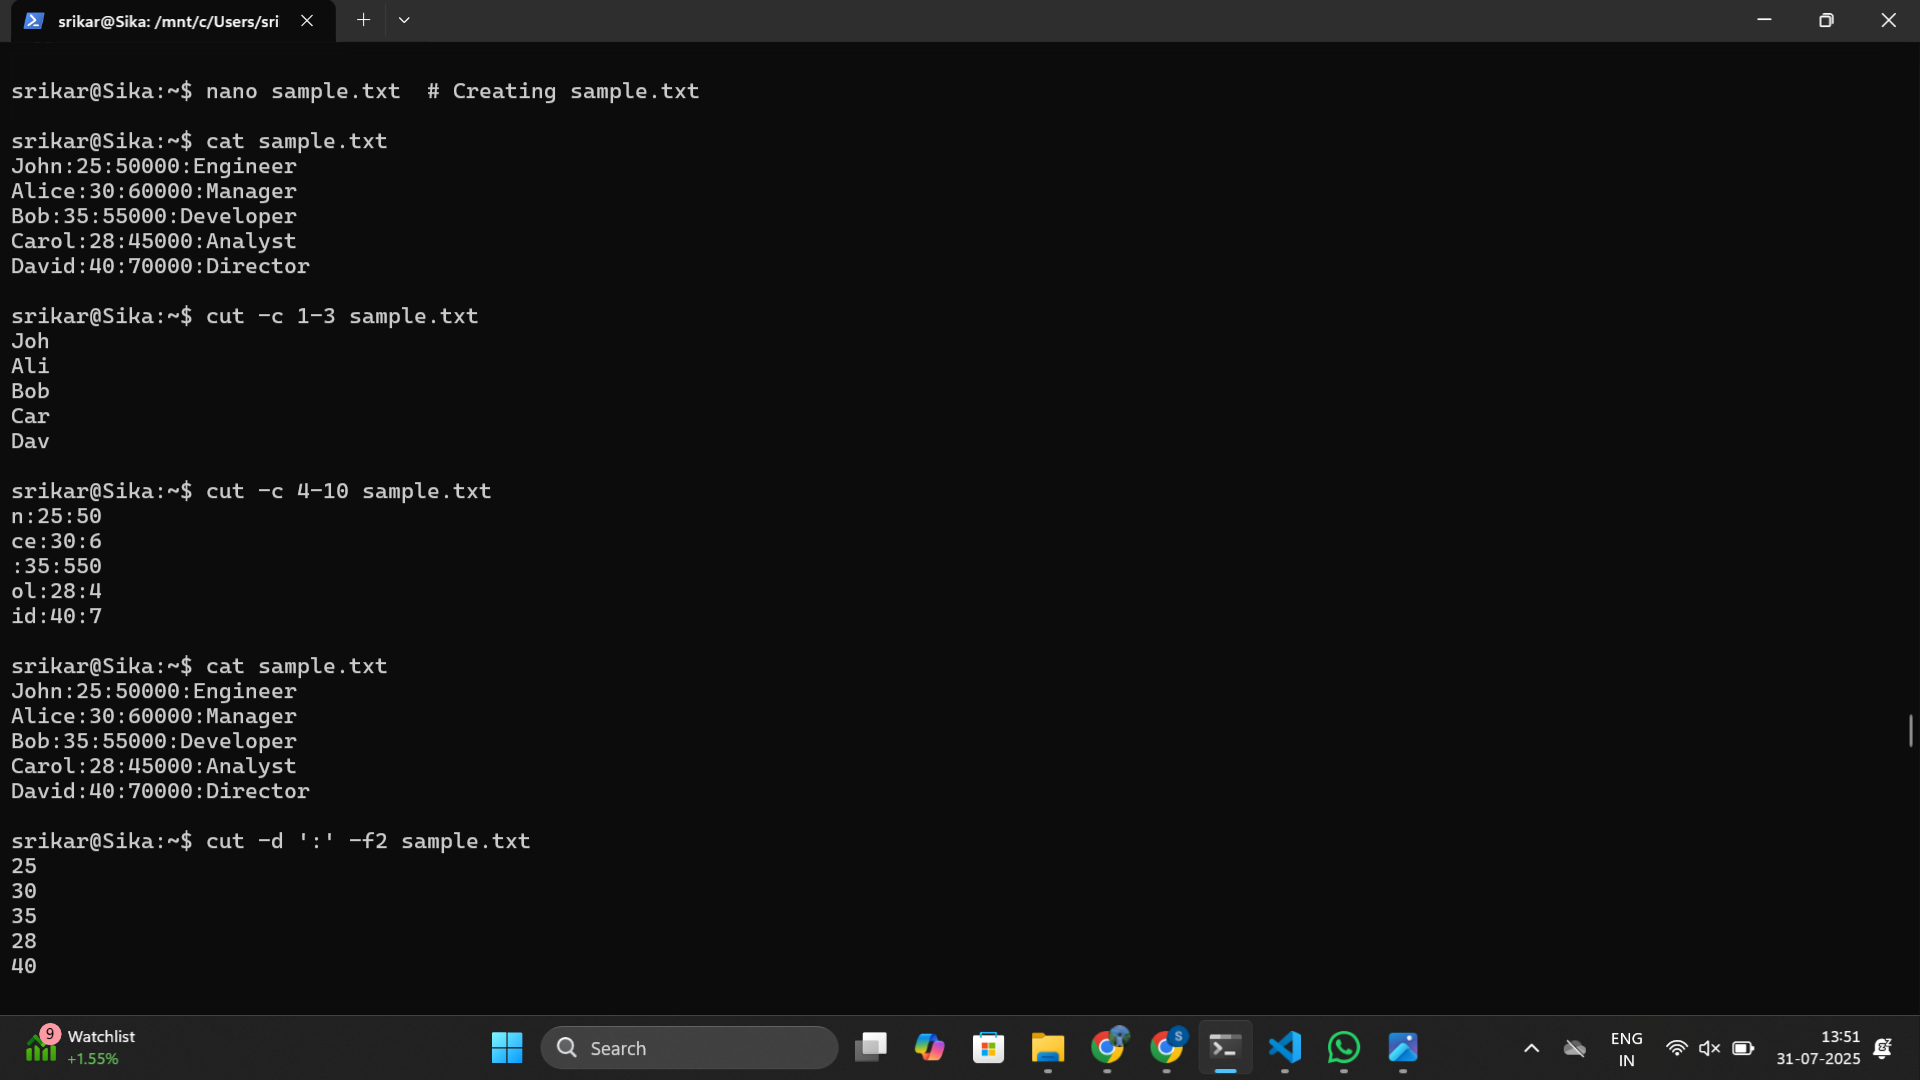 srikar@Sika: /mnt/c/Users/sri
srikar@Sika:~$ nano sample.txt  # Creating sample.txt
srikar@Sika:~$ cat sample.txt
John:25:50000:Engineer
Alice:30:60000:Manager
Bob:35:55000:Developer
Carol:28:45000:Analyst
David:40:70000:Director
srikar@Sika:~$ cut -c 1-3 sample.txt
Joh
Ali
Bob
Car
Dav
srikar@Sika:~$ cut -c 4-10 sample.txt
n:25:50
ce:30:6
:35:550
ol:28:4
id:40:7
srikar@Sika:~$ cat sample.txt
John:25:50000:Engineer
Alice:30:60000:Manager
Bob:35:55000:Developer
Carol:28:45000:Analyst
David:40:70000:Director
srikar@Sika:~$ cut -d ':' -f2 sample.txt
25
30
35
28
40
9
Watchlist
+1.55%
Search
S
ENG
IN
13:51
31-07-2025